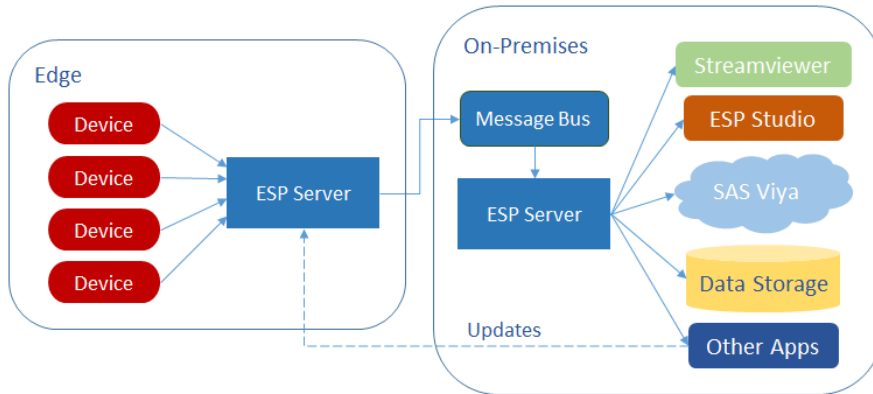 Edge
Device
Device
Device
Device
ESP Server
On-Premises
Message Bus
ESP Server
Streamviewer
ESP Studio
SAS Viya
Data Storage
Other Apps
Updates